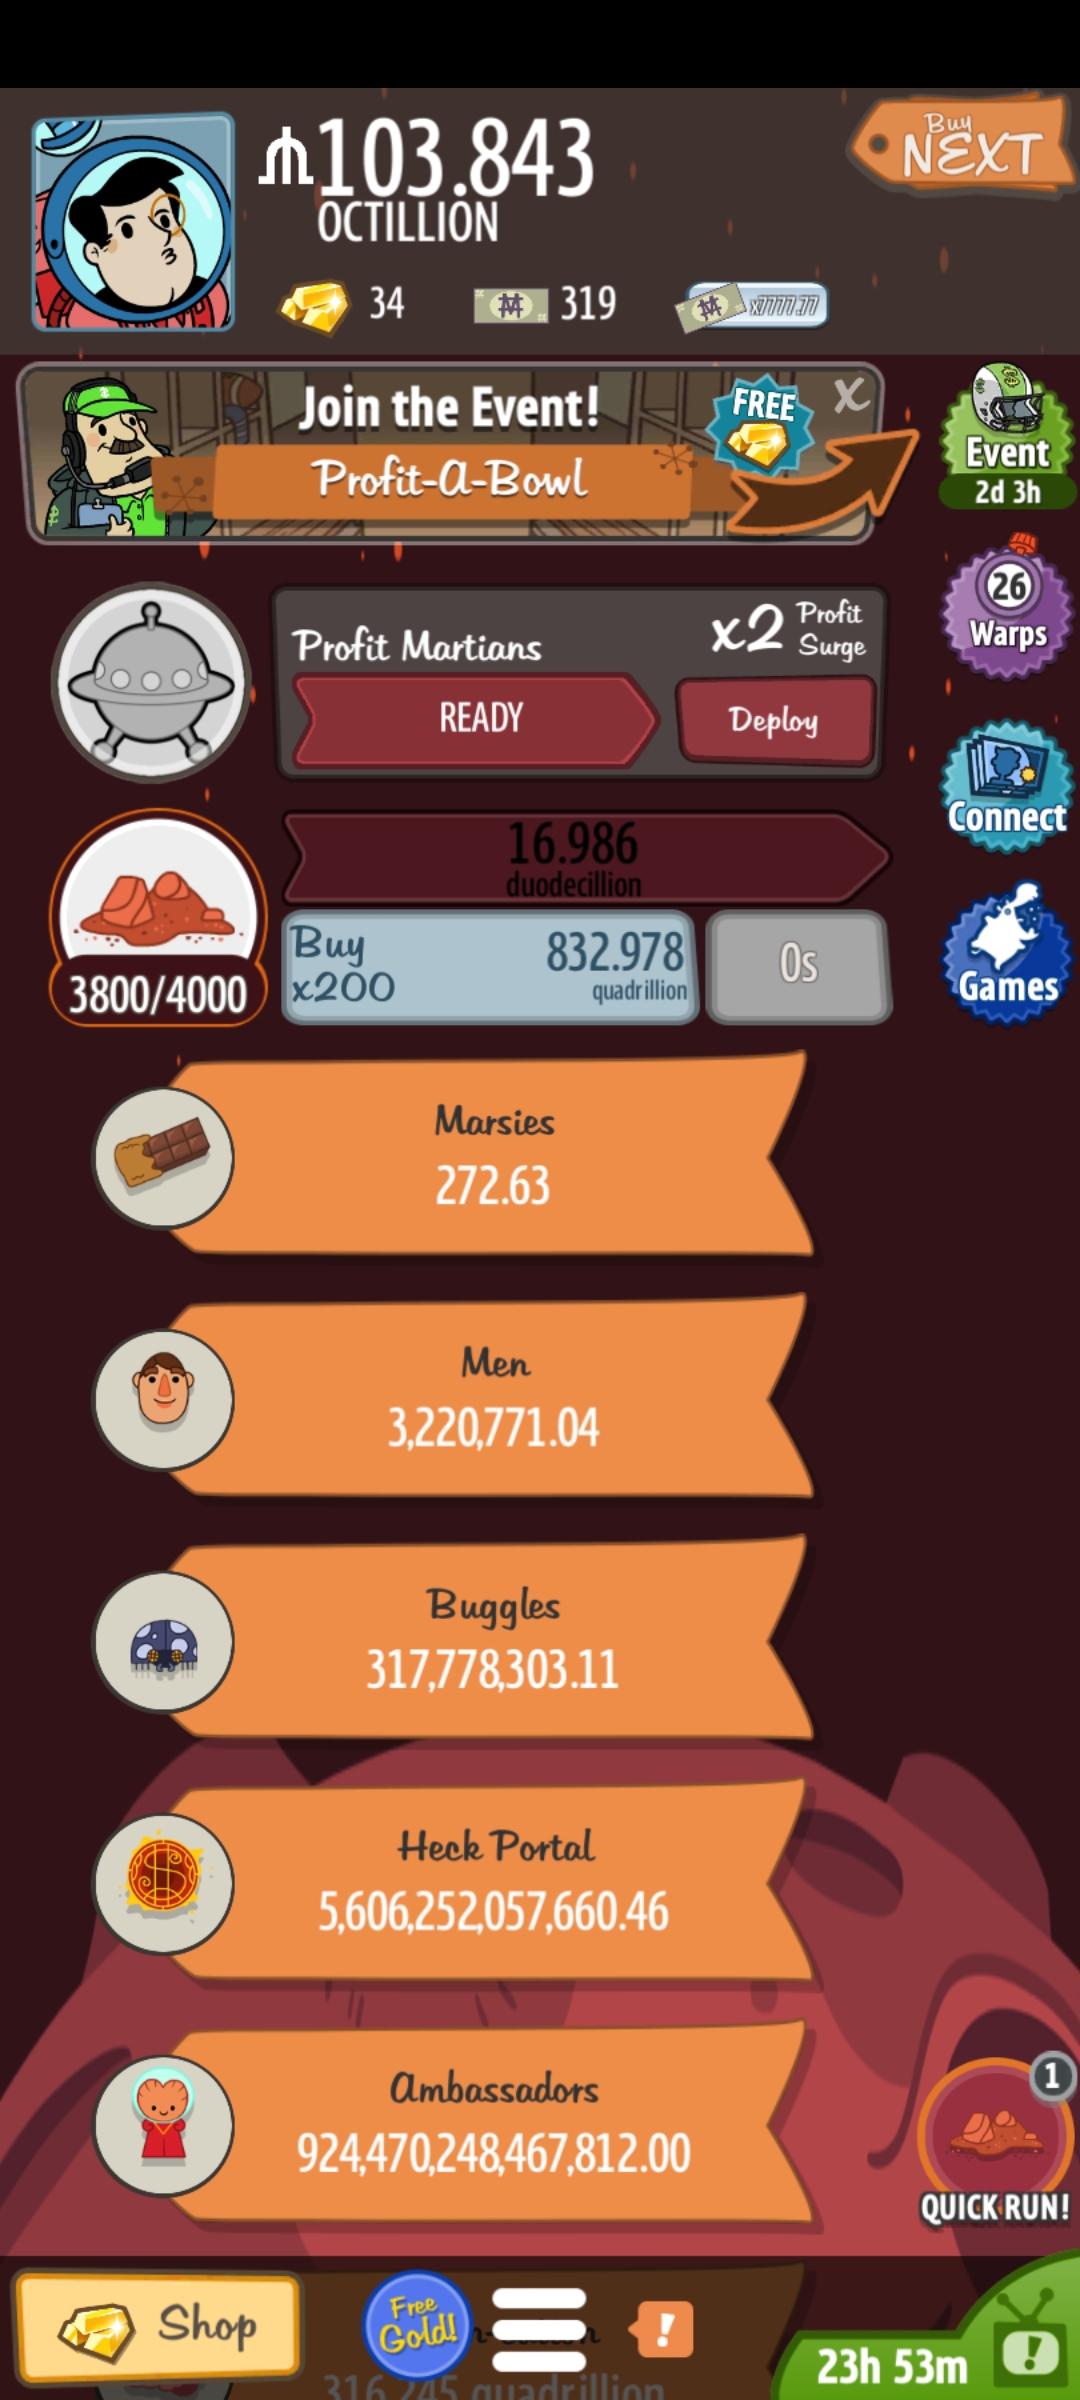 103.843
OCTILLION
Buy
NEXT
34
319
x7777.77
Join the Event!
Profit-A-Bowl
FREE
Event
2d 3h
26
Warps
Profit Martians
x2 Profit Surge
READY
Deploy
Connect
16.986
duodecillion
3800/4000
Buy
x200
832.978
quadrillion
0s
Games
Marsies
272.63
Men
3,220,771.04
Buggles
317,778,303.11
Heck Portal
5,606,252,057,660.46
Ambassadors
924,470,248,467,812.00
1
QUICK RUN!
Shop
Free
Gold!
!
23h 53m
!
316.245 quadrillion